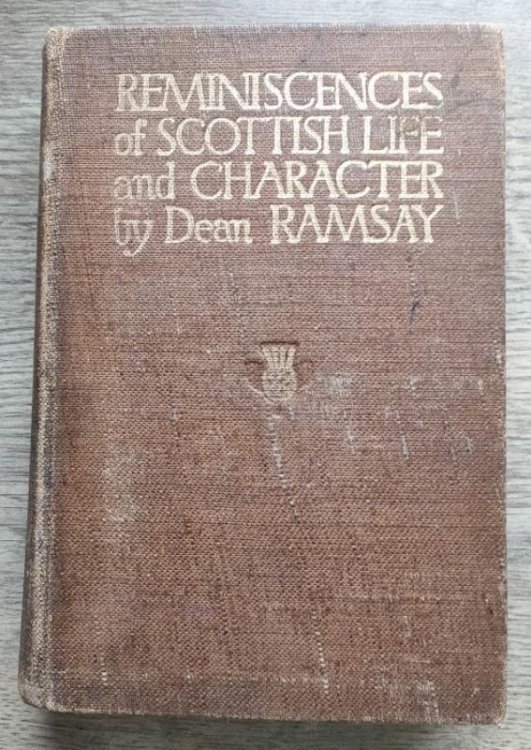 REMINISCENCES
of SCOTTISH LIFE
and CHARACTER
by Dean RAMSAY